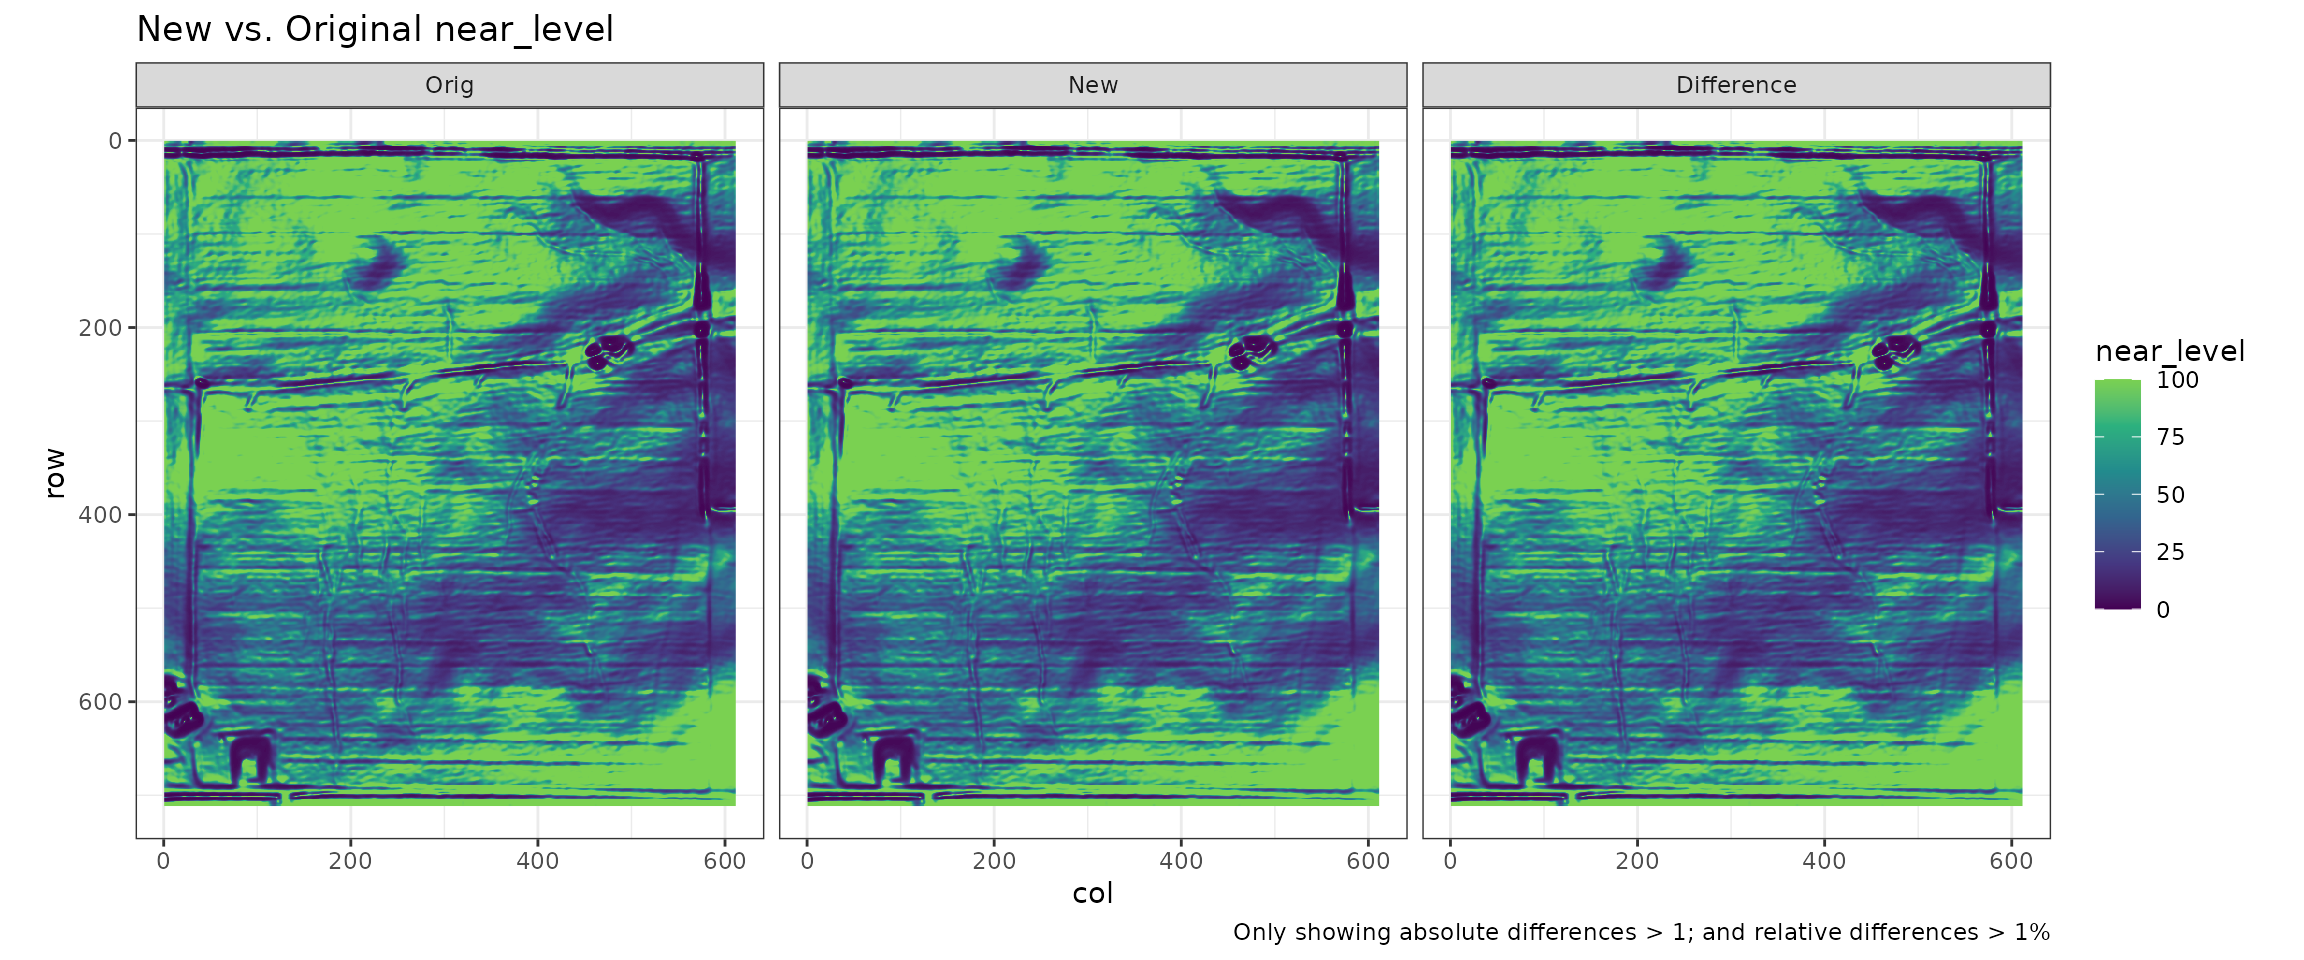 New vs. Original near_level
Orig
New
Difference
0
200
400
600
row
0
200
400
600
0
200
400
600
0
200
400
600
col
near_level
100
75
50
25
0
Only showing absolute differences > 1; and relative differences > 1%